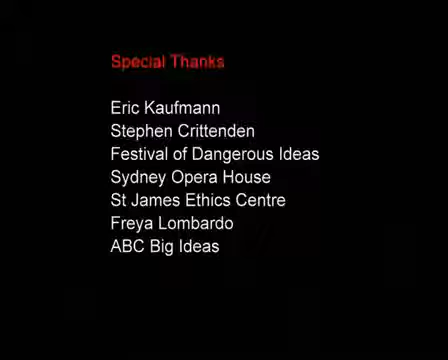 Special Thanks
Eric Kaufmann
Stephen Crittenden
Festival of Dangerous Ideas
Sydney Opera House
St James Ethics Centre
Freya Lombardo
ABC Big Ideas